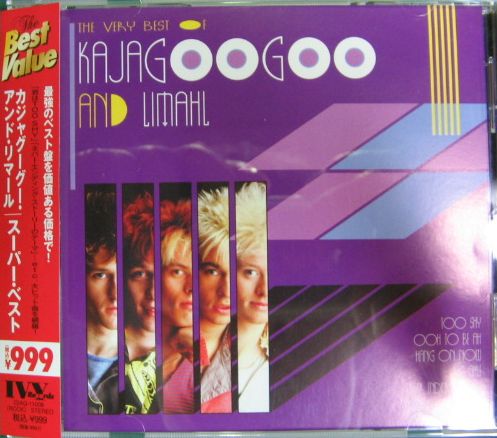 The
Best
Value
最強のベスト盤を価値ある価格で!
カジャグーグー・
アンド・リマール/スーパー・ベスト
¥999
IVY
STEREO
税込 ¥999
THE VERY BEST OF
KAJAGOOGOO
AND LIMAHL
TOO SHY
OOH TO BE AH
HANG ON NOW